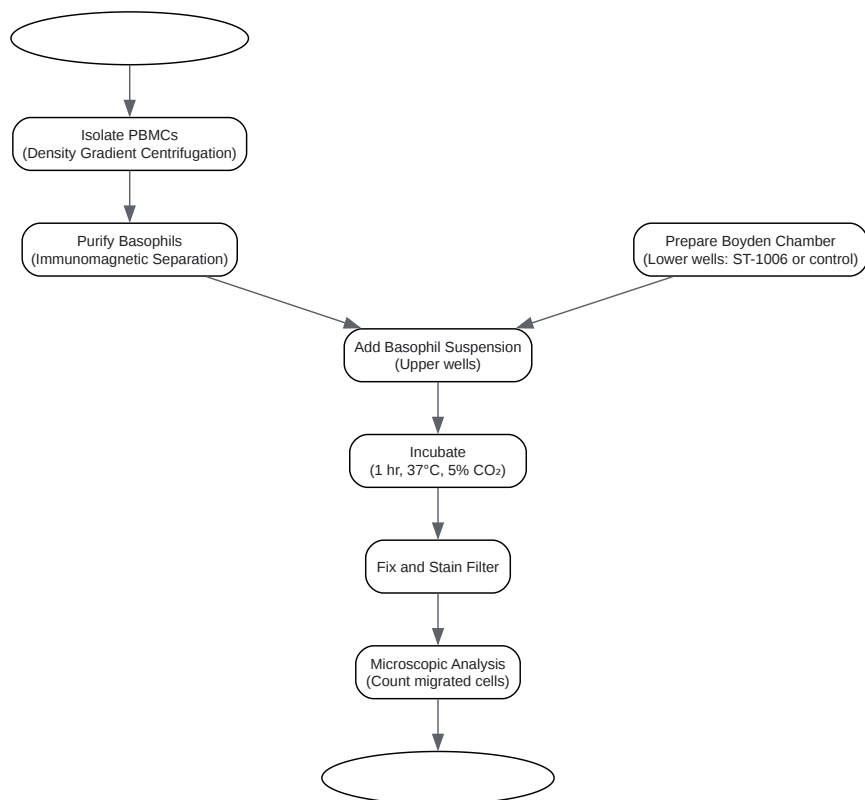 Isolate PBMCs
(Density Gradient Centrifugation)
Purify Basophils
(Immunomagnetic Separation)
Prepare Boyden Chamber
(Lower wells: ST-1006 or control)
Add Basophil Suspension
(Upper wells)
Incubate
(1 hr, 37°C, 5% CO₂)
Fix and Stain Filter
Microscopic Analysis
(Count migrated cells)